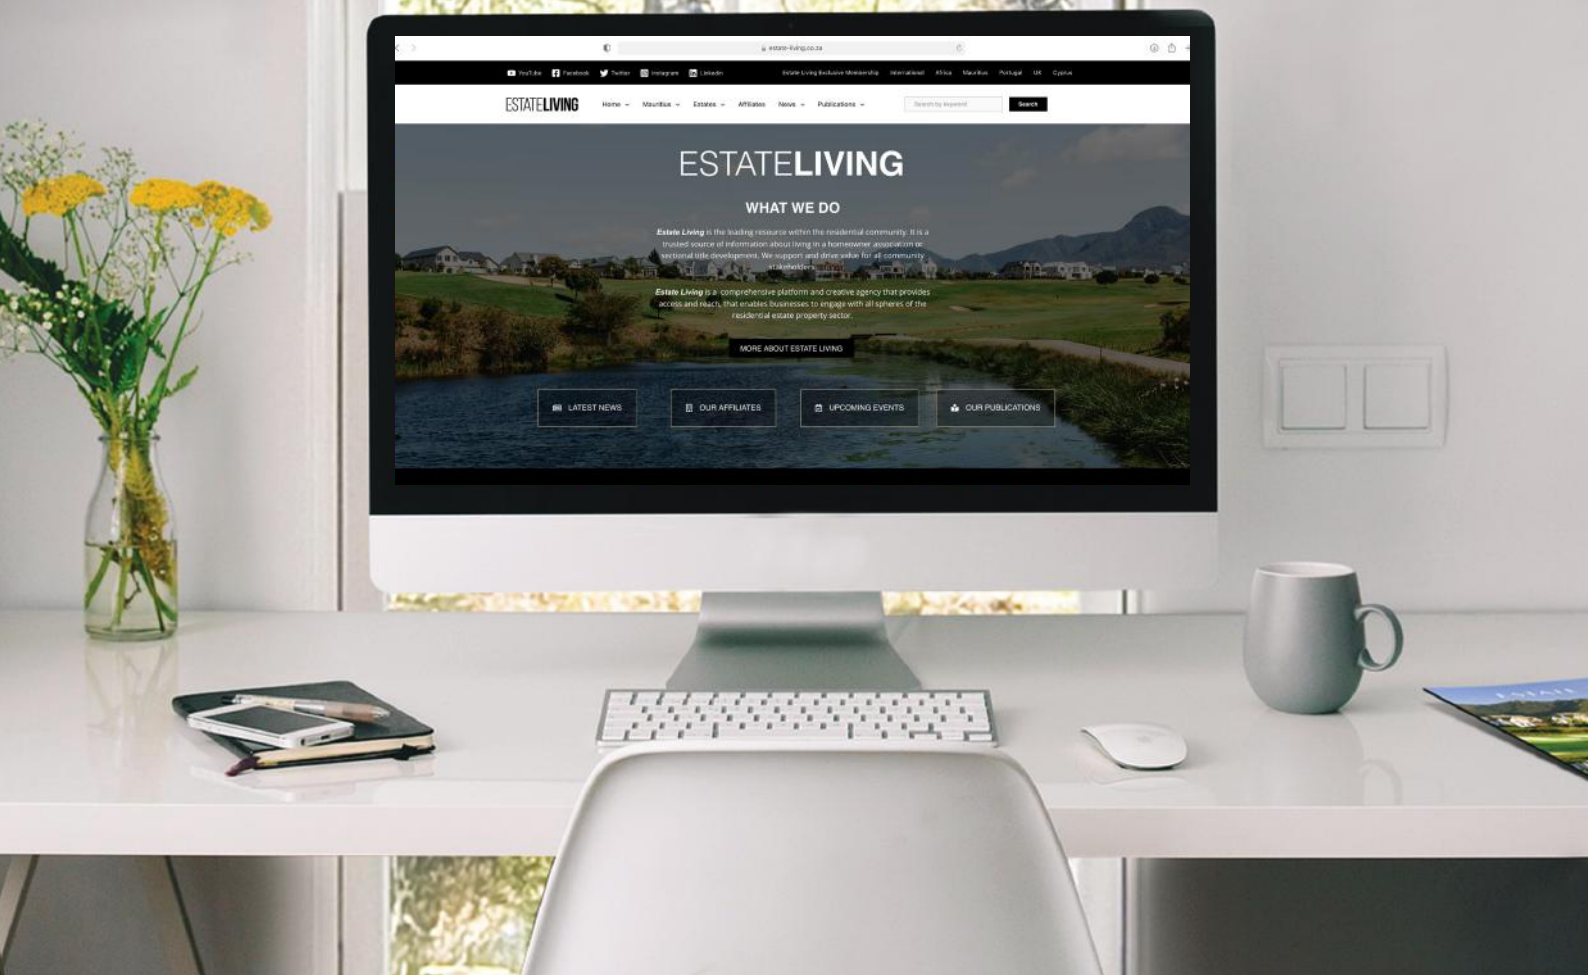 estate-living.co.za
YouTube Facebook Twitter Instagram LinkedIn Estate Living Exclusive Membership International Africa Mauritius Portugal UK Cyprus
ESTATELIVING Home Mauritius Estates Affiliates News Publications Search by keyword Search
ESTATELIVING
WHAT WE DO
Estate Living is the leading resource within the residential community. It is a
trusted source of information about living in a homeowner association or
sectional title development. We support and drive value for all community
stakeholders.
Estate Living is a comprehensive platform and creative agency that provides
access and reach, that enables businesses to engage with all spheres of the
residential estate property sector.
MORE ABOUT ESTATE LIVING
LATEST NEWS OUR AFFILIATES UPCOMING EVENTS OUR PUBLICATIONS
ESTATE